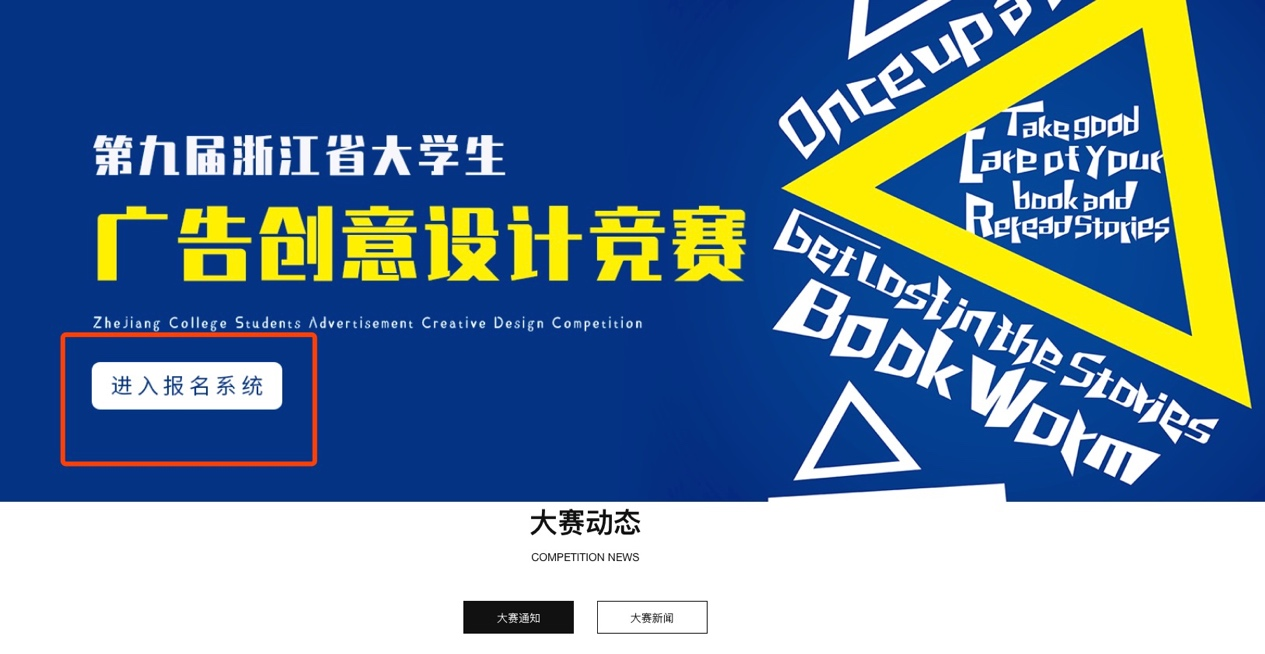 第九届浙江省大学生
广告创意设计竞赛
ZheJiang College Students Advertisement Creative Design Competition
进入报名系统
Once up a
Take good
Care of Your
book and
Reread Stories
Get Lost in the Stories
Book Worm
大赛动态
COMPETITION NEWS
大赛通知
大赛新闻